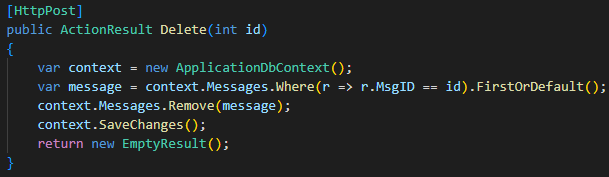 [HttpPost]
public ActionResult Delete(int id)
{
    var context = new ApplicationDbContext();
    var message = context.Messages.Where(r => r.MsgID == id).FirstOrDefault();
    context.Messages.Remove(message);
    context.SaveChanges();
    return new EmptyResult();
}